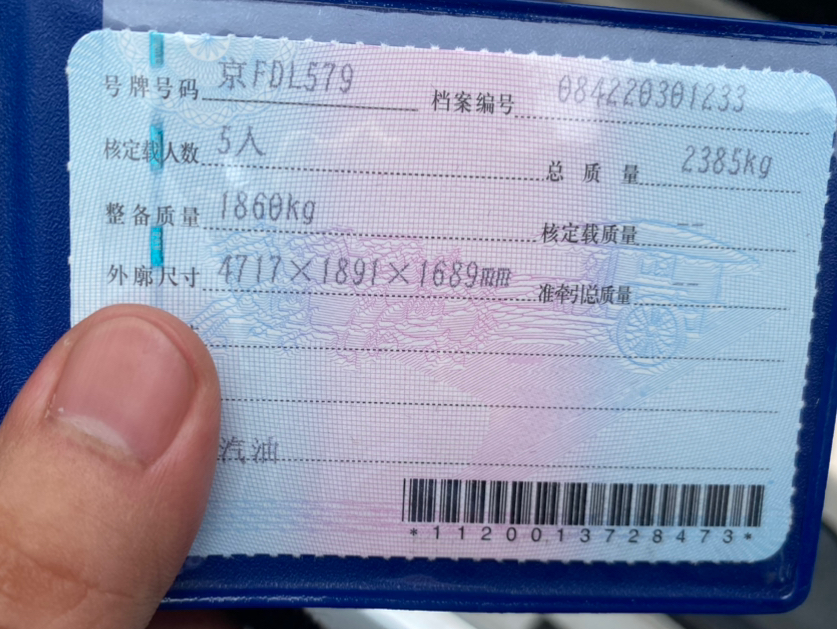 号牌号码 京FDL579 档案编号 084220301233
核定载人数 5人 总质量 2385kg
整备质量 1860kg 核定载质量 --
外廓尺寸 4717×1891×1689mm 准牵引总质量 --
汽油
*1120013728473*